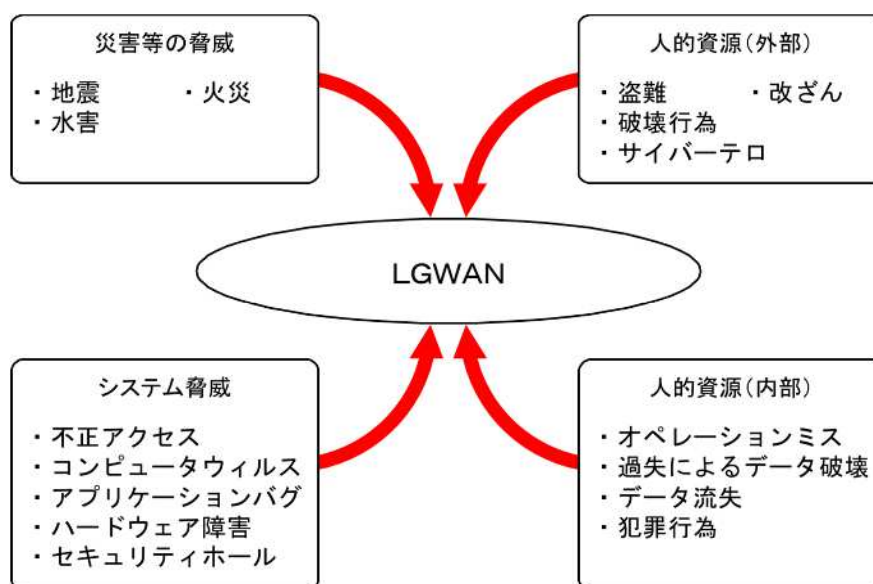 災害等の脅威
・地震 ・火災
・水害
人的資源（外部）
・盗難 ・改ざん
・破壊行為
・サイバーテロ
LGWAN
システム脅威
・不正アクセス
・コンピュータウィルス
・アプリケーションバグ
・ハードウェア障害
・セキュリティホール
人的資源（内部）
・オペレーションミス
・過失によるデータ破壊
・データ流失
・犯罪行為